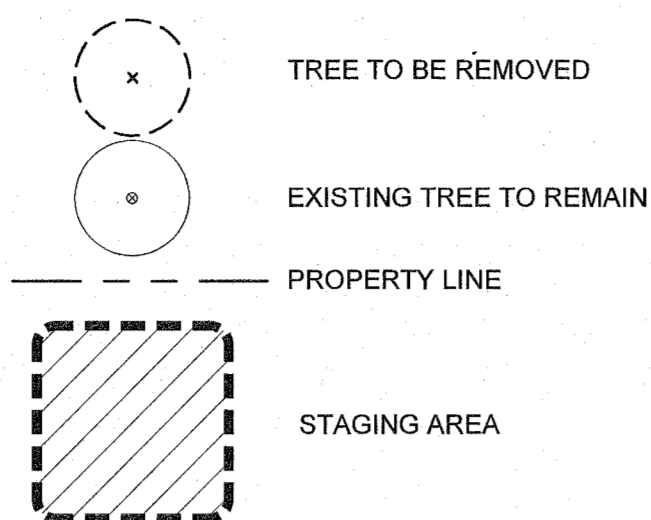 TREE TO BE REMOVED
EXISTING TREE TO REMAIN
PROPERTY LINE
STAGING AREA